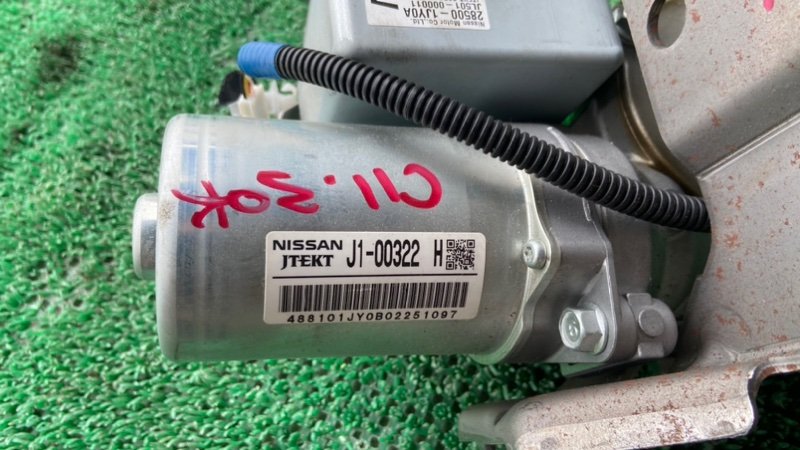 28500-1JY0A
JL501-000011
Nissan Motor Co.,Ltd.
C11.30K
NISSAN J1-00322 H
JTEKT
488101JY0B02251097